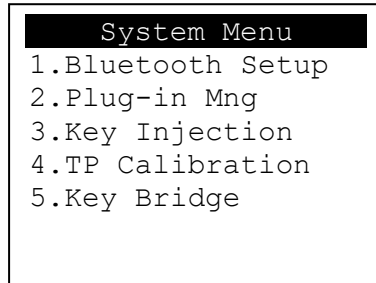 System Menu
1.Bluetooth Setup
2.Plug-in Mng
3.Key Injection
4.TP Calibration
5.Key Bridge